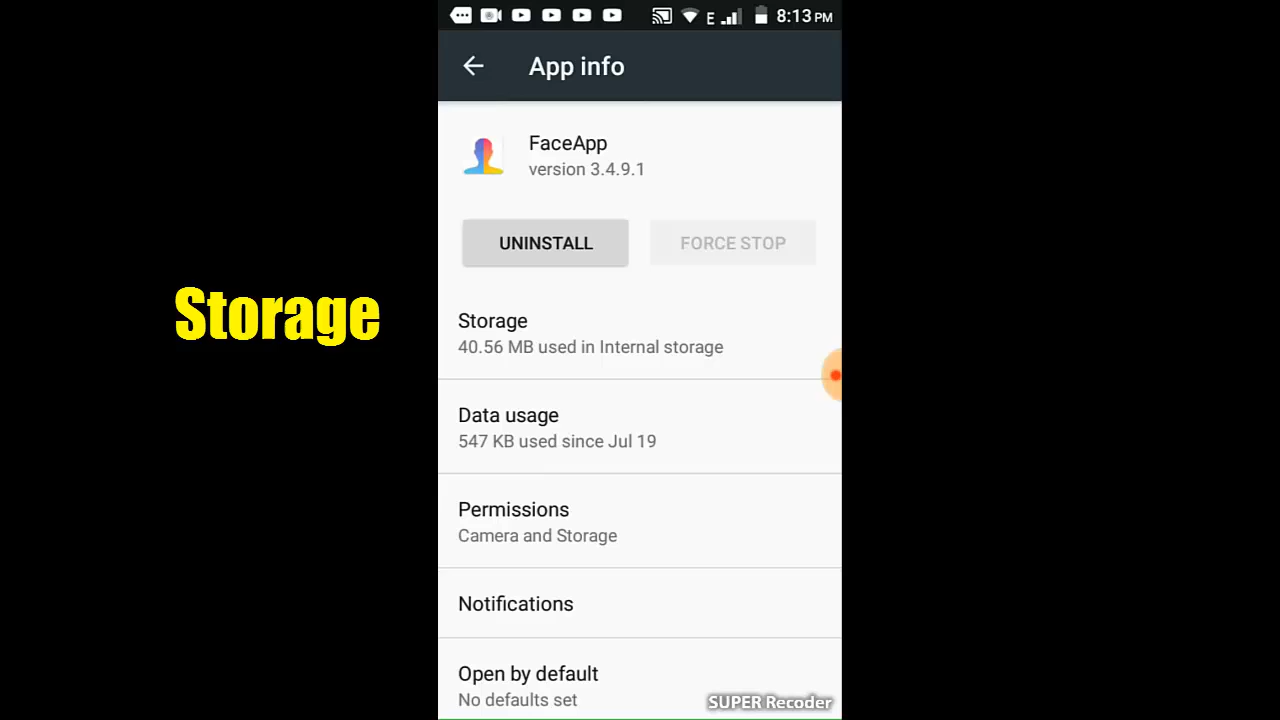 E 8:13 PM
App info
FaceApp
version 3.4.9.1
UNINSTALL
FORCE STOP
Storage
Storage
40.56 MB used in Internal storage
Data usage
547 KB used since Jul 19
Permissions
Camera and Storage
Notifications
Open by default
No defaults set
SUPER Recoder